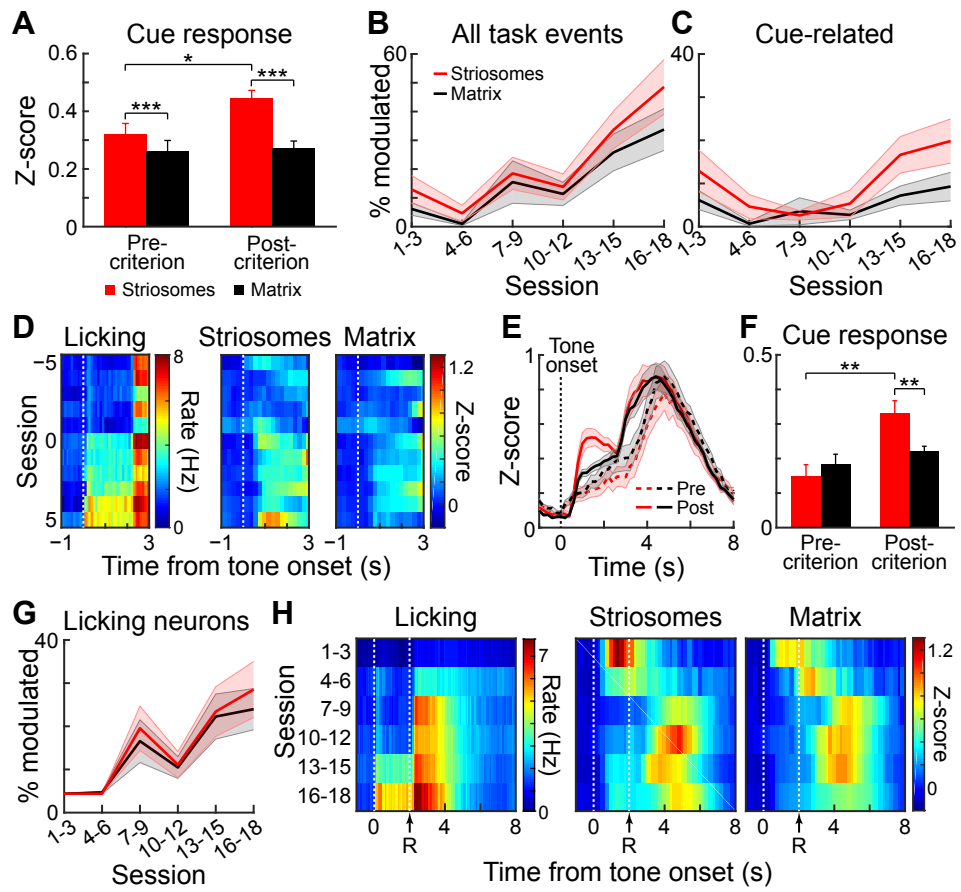 A
Cue response
Z-score
0.6
0.4
0.2
0
*
***
***
Pre-
criterion
Post-
criterion
Striosomes
Matrix
B
All task events
% modulated
60
0
Striosomes
Matrix
1-3
4-6
7-9
10-12
13-15
16-18
Session
C
Cue-related
40
0
1-3
4-6
7-9
10-12
13-15
16-18
Session
D
Licking
Striosomes
Matrix
Session
−5
0
5
8
0
Rate (Hz)
1.2
0
Z-score
−1
3
−1
3
Time from tone onset (s)
E
Tone
onset
Z-score
1
0
Pre
Post
0
4
8
Time (s)
F
Cue response
0.5
0
**
**
Pre-
criterion
Post-
criterion
G
Licking neurons
% modulated
40
0
1-3
4-6
7-9
10-12
13-15
16-18
Session
H
Licking
Striosomes
Matrix
Session
1-3
4-6
7-9
10-12
13-15
16-18
7
0
Rate (Hz)
1.2
0
Z-score
0
4
8
R
0
4
8
R
0
4
8
R
Time from tone onset (s)